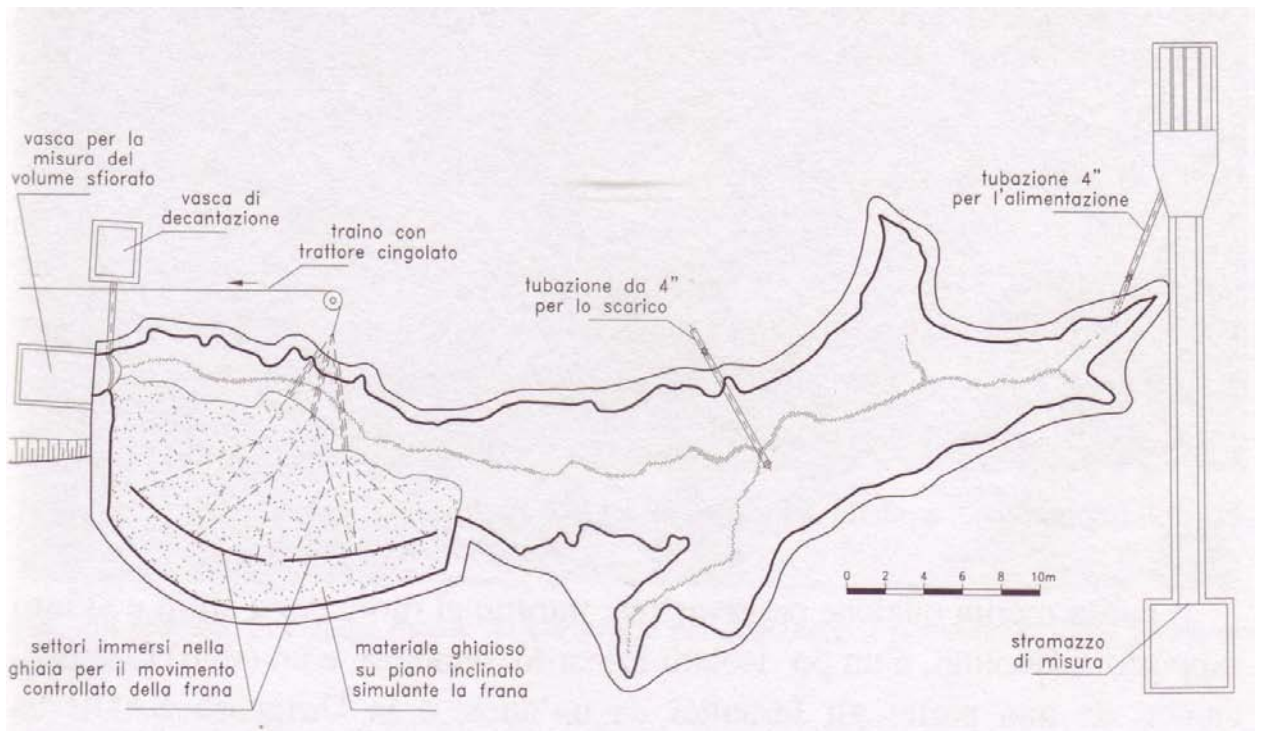 vasca per la
misura del
volume sfiorato
vasca di
decantazione
traino con
trattore cingolato
tubazione da 4"
per lo scarico
tubazione 4"
per l'alimentazione
0 2 4 6 8 10m
settori immersi nella
ghiaia per il movimento
controllato della frana
materiale ghiaioso
su piano inclinato
simulante la frana
stramazzo
di misura